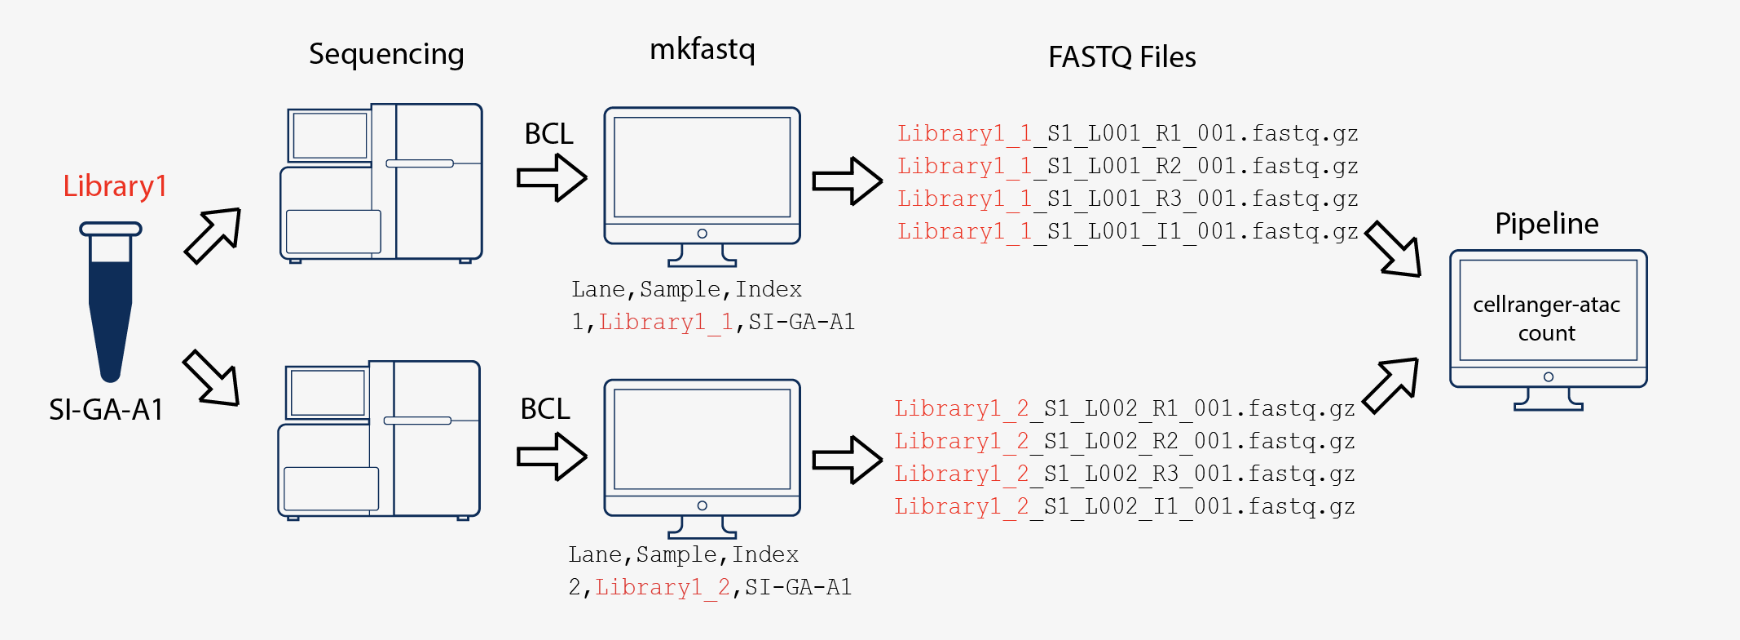 Sequencing
mkfastq
FASTQ Files
Library1
SI-GA-A1
BCL
Lane,Sample,Index
1,Library1_1,SI-GA-A1
Library1_1_S1_L001_R1_001.fastq.gz
Library1_1_S1_L001_R2_001.fastq.gz
Library1_1_S1_L001_R3_001.fastq.gz
Library1_1_S1_L001_I1_001.fastq.gz
BCL
Lane,Sample,Index
2,Library1_2,SI-GA-A1
Library1_2_S1_L002_R1_001.fastq.gz
Library1_2_S1_L002_R2_001.fastq.gz
Library1_2_S1_L002_R3_001.fastq.gz
Library1_2_S1_L002_I1_001.fastq.gz
Pipeline
cellranger-atac
count